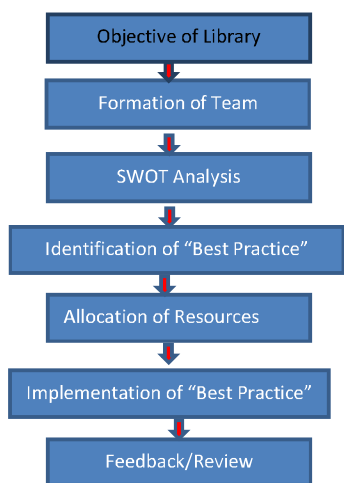 Objective of Library
Formation of Team
SWOT Analysis
Identification of “Best Practice”
Allocation of Resources
Implementation of “Best Practice”
Feedback/Review